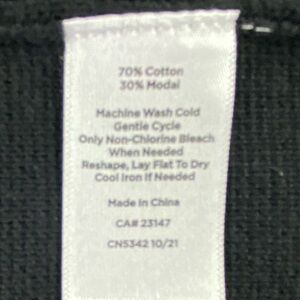 70% Cotton
30% Modal
Machine Wash Cold
Gentle Cycle
Only Non-Chlorine Bleach
When Needed
Reshape, Lay Flat To Dry
Cool Iron If Needed
Made In China
CA# 23147
CN5342 10/21